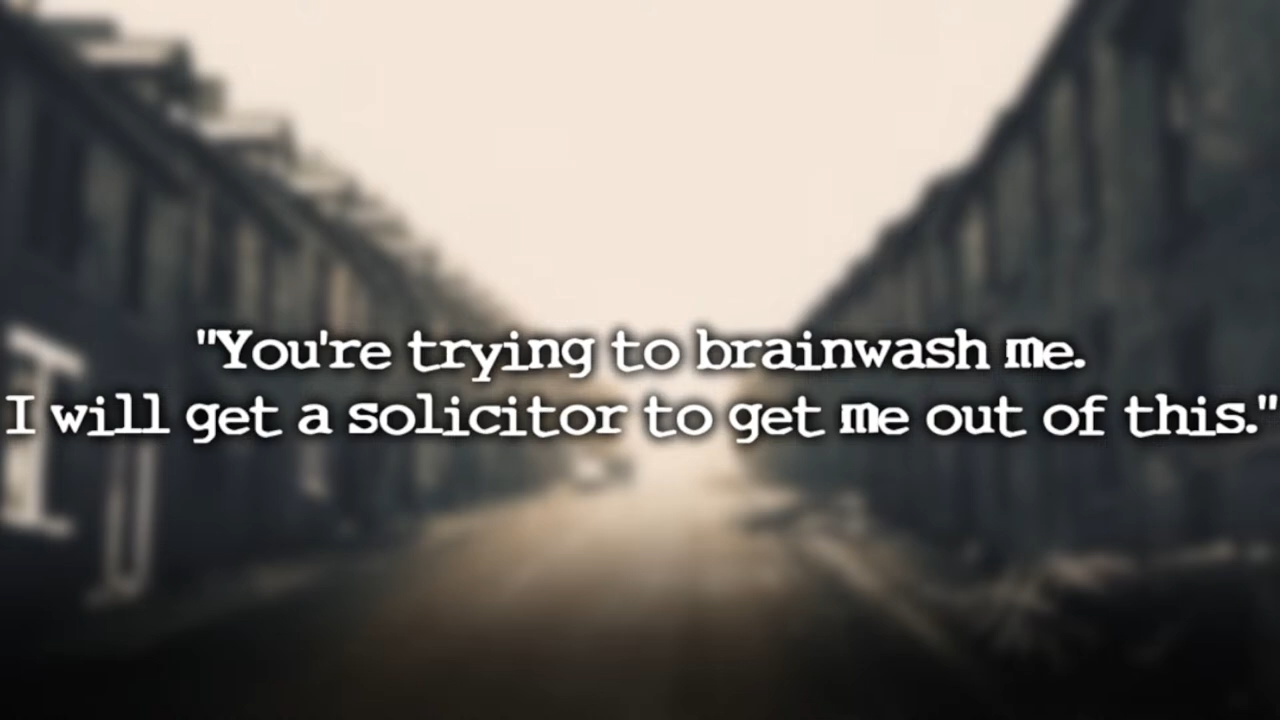 "You're trying to brainwash me.
I will get a solicitor to get me out of this."